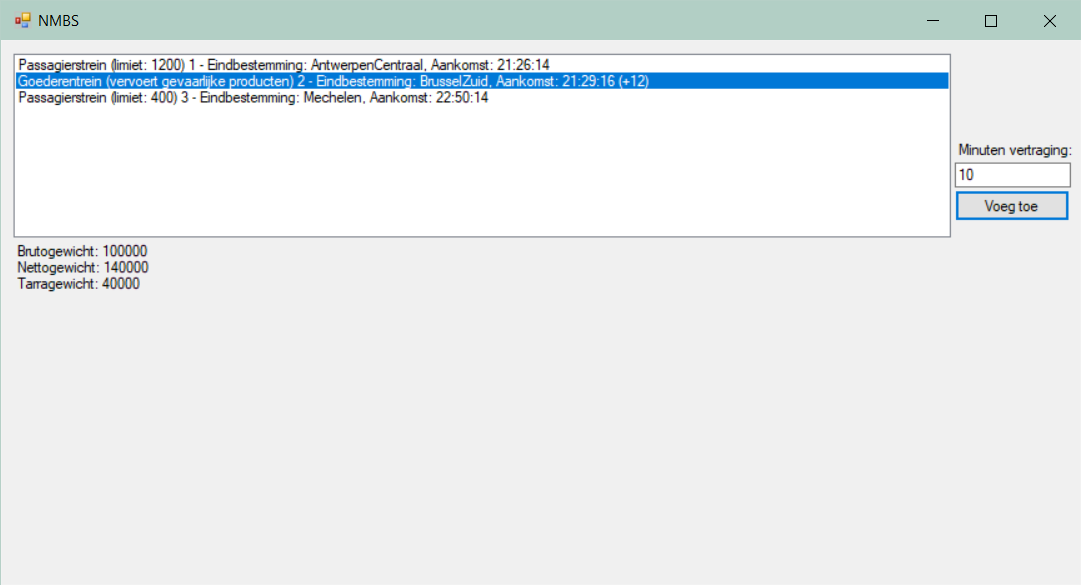 NMBS
Passagierstrein (limiet: 1200) 1 - Eindbestemming: AntwerpenCentraal, Aankomst: 21:26:14
Goederentrein (vervoert gevaarlijke producten) 2 - Eindbestemming: BrusselZuid, Aankomst: 21:29:16 (+12)
Passagierstrein (limiet: 400) 3 - Eindbestemming: Mechelen, Aankomst: 22:50:14
Minuten vertraging:
10
Voeg toe
Brutogewicht: 100000
Nettogewicht: 140000
Tarragewicht: 40000